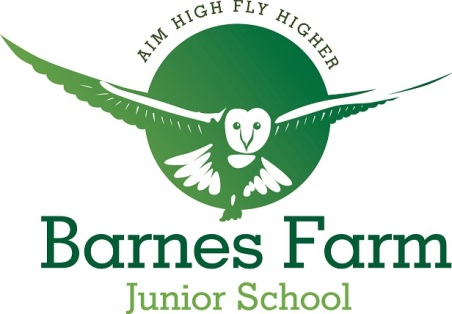 AIM HIGH FLY HIGHER
Barnes Farm
Junior School